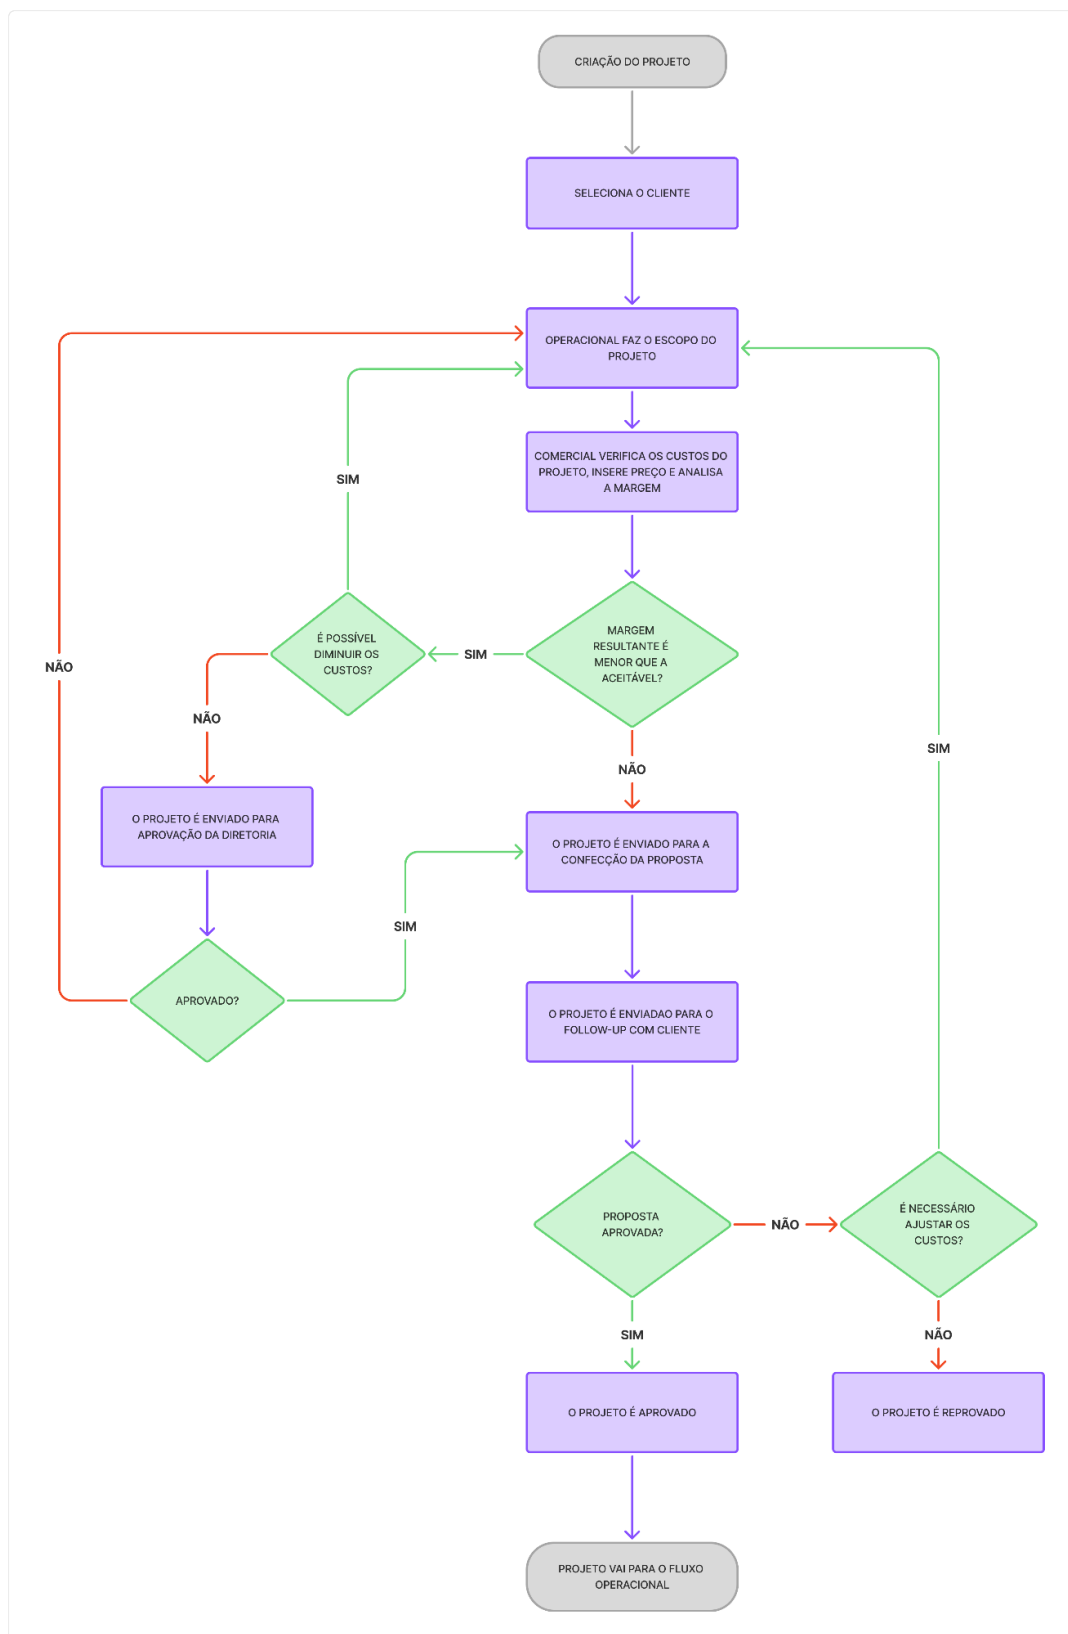 CRIAÇÃO DO PROJETO
SELECIONA O CLIENTE
OPERACIONAL FAZ O ESCOPO DO
PROJETO
COMERCIAL VERIFICA OS CUSTOS DO
PROJETO, INSERE PREÇO E ANALISA
A MARGEM
SIM
MARGEM
RESULTANTE É
MENOR QUE A
ACEITÁVEL?
SIM
É POSSÍVEL
DIMINUIR OS
CUSTOS?
NÃO
NÃO
NÃO
SIM
O PROJETO É ENVIADO PARA
APROVAÇÃO DA DIRETORIA
O PROJETO É ENVIADO PARA A
CONFECÇÃO DA PROPOSTA
SIM
APROVADO?
O PROJETO É ENVIADAO PARA O
FOLLOW-UP COM CLIENTE
PROPOSTA
APROVADA?
NÃO
É NECESSÁRIO
AJUSTAR OS
CUSTOS?
SIM
NÃO
O PROJETO É APROVADO
O PROJETO É REPROVADO
PROJETO VAI PARA O FLUXO
OPERACIONAL